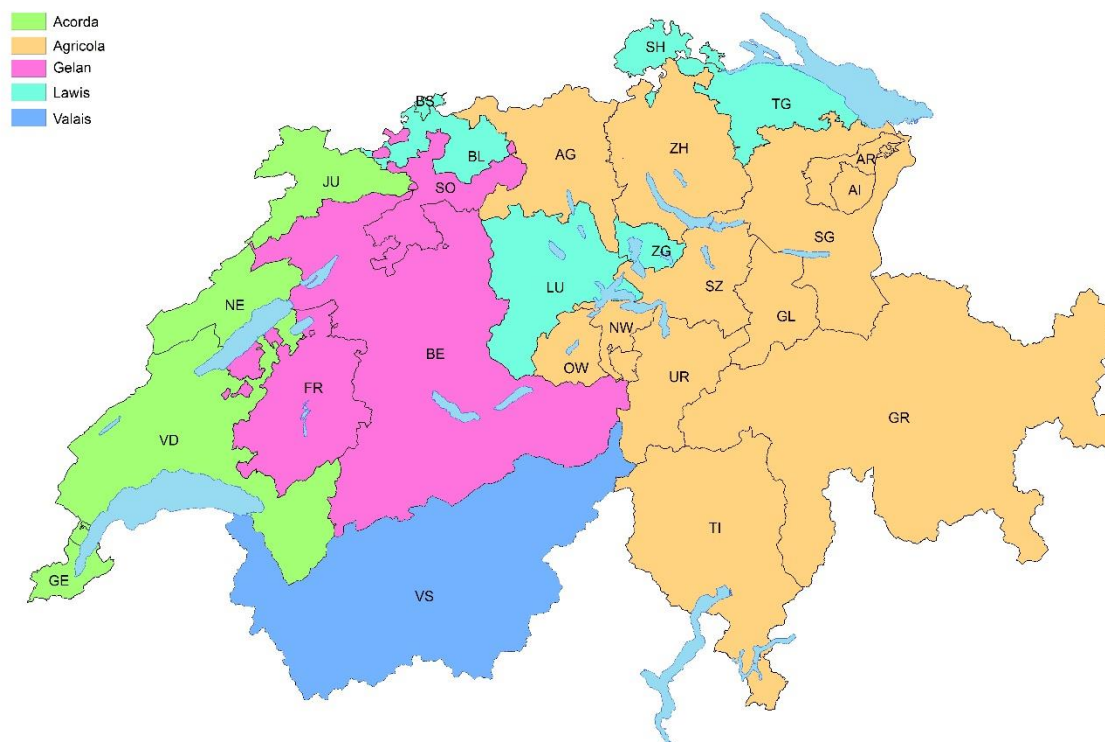 Acorda
Agricola
Gelan
Lawis
Valais
SH
BS
TG
BL
AG
ZH
AR
AI
JU
SO
ZG
SG
LU
SZ
NE
GL
NW
BE
OW
UR
FR
GR
VD
TI
GE
VS